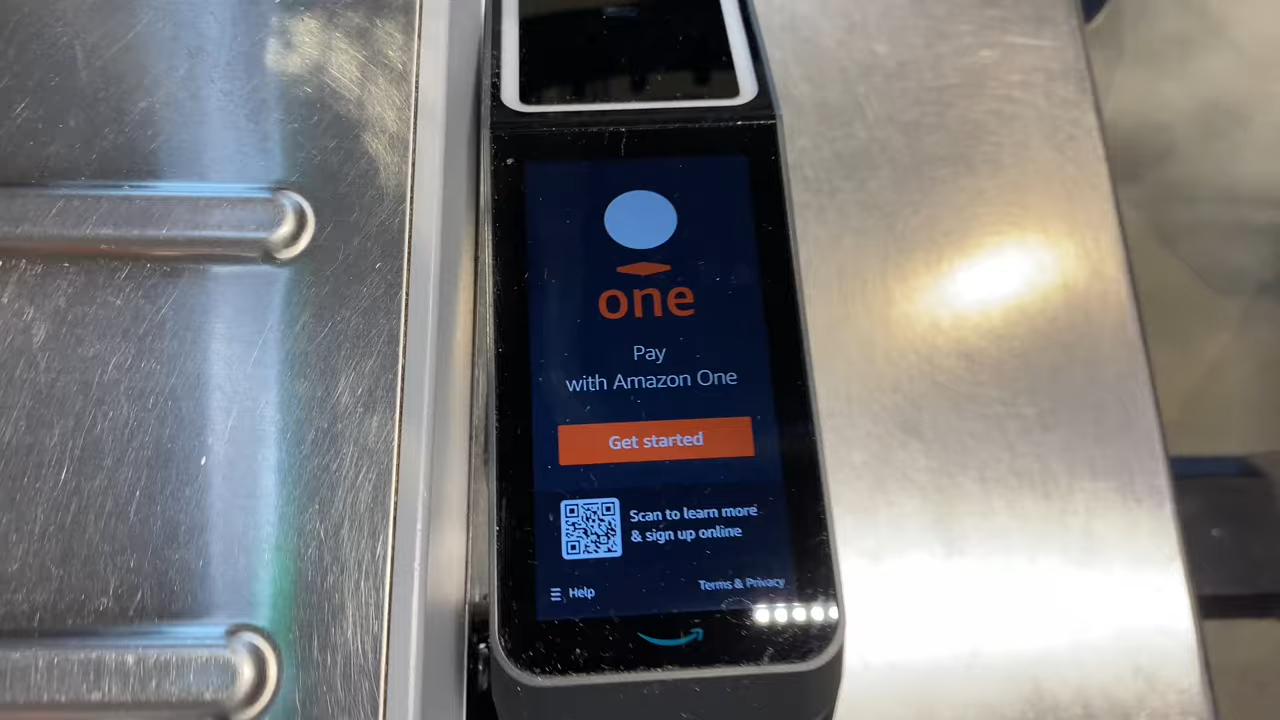 one
Pay
with Amazon One
Get started
Scan to learn more
& sign up online
Help
Terms & Privacy